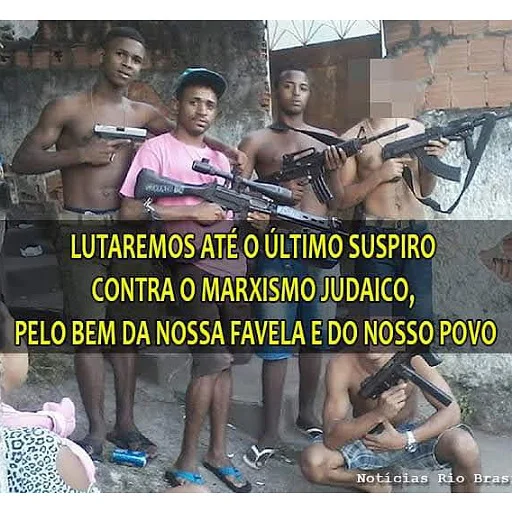 LUTAREMOS ATÉ O ÚLTIMO SUSPIRO
CONTRA O MARXISMO JUDAICO,
PELO BEM DA NOSSA FAVELA E DO NOSSO POVO
Notícias Rio Bras